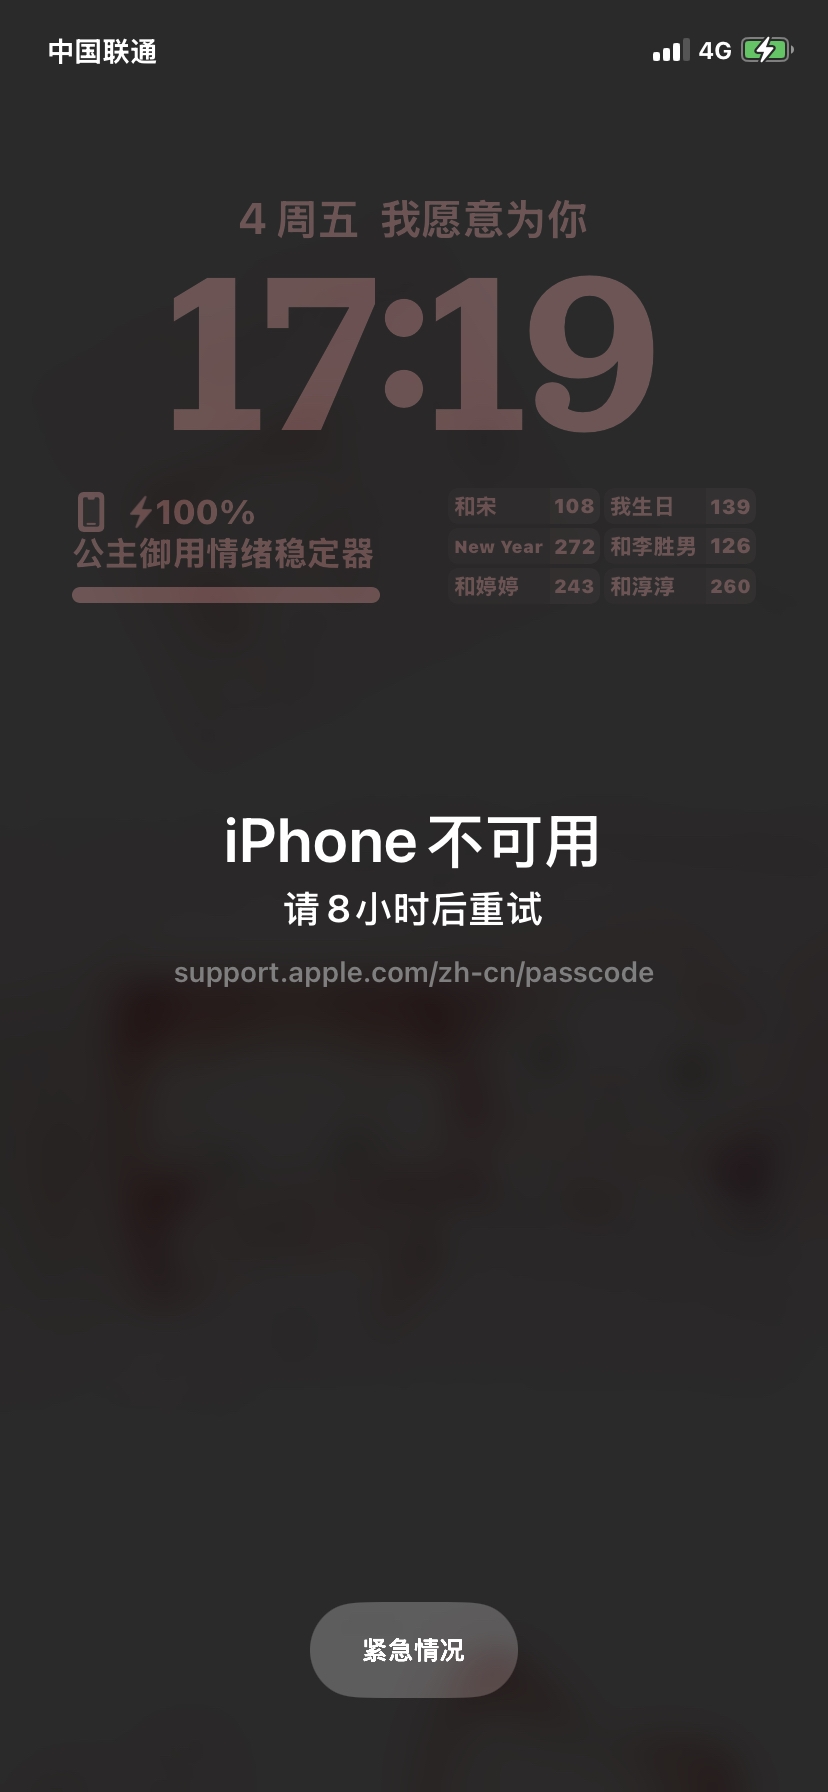 中国联通 4G
4 周五 我愿意为你
17:19
100%
公主御用情绪稳定器
和宋 108 我生日 139
New Year 272 和李胜男 126
和婷婷 243 和淳淳 260
iPhone 不可用
请 8 小时后重试
support.apple.com/zh-cn/passcode
紧急情况